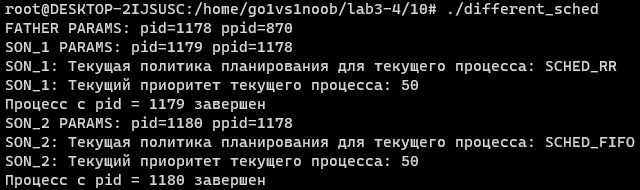 root@DESKTOP-2IJSUSC:/home/go1vs1noob/lab3-4/10# ./different_sched
FATHER PARAMS: pid=1178 ppid=870
SON_1 PARAMS: pid=1179 ppid=1178
SON_1: Текущая политика планирования для текущего процесса: SCHED_RR
SON_1: Текущий приоритет текущего процесса: 50
Процесс с pid = 1179 завершен
SON_2 PARAMS: pid=1180 ppid=1178
SON_2: Текущая политика планирования для текущего процесса: SCHED_FIFO
SON_2: Текущий приоритет текущего процесса: 50
Процесс с pid = 1180 завершен